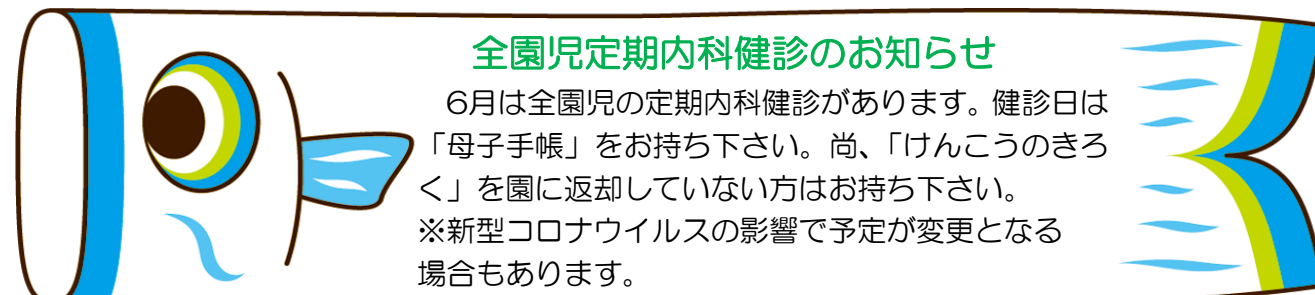 全園児定期内科健診のお知らせ
6月は全園児の定期内科健診があります。健診日は
「母子手帳」をお持ち下さい。尚、「けんこうのきろ
く」を園に返却していない方はお持ち下さい。
※新型コロナウイルスの影響で予定が変更となる
場合もあります。